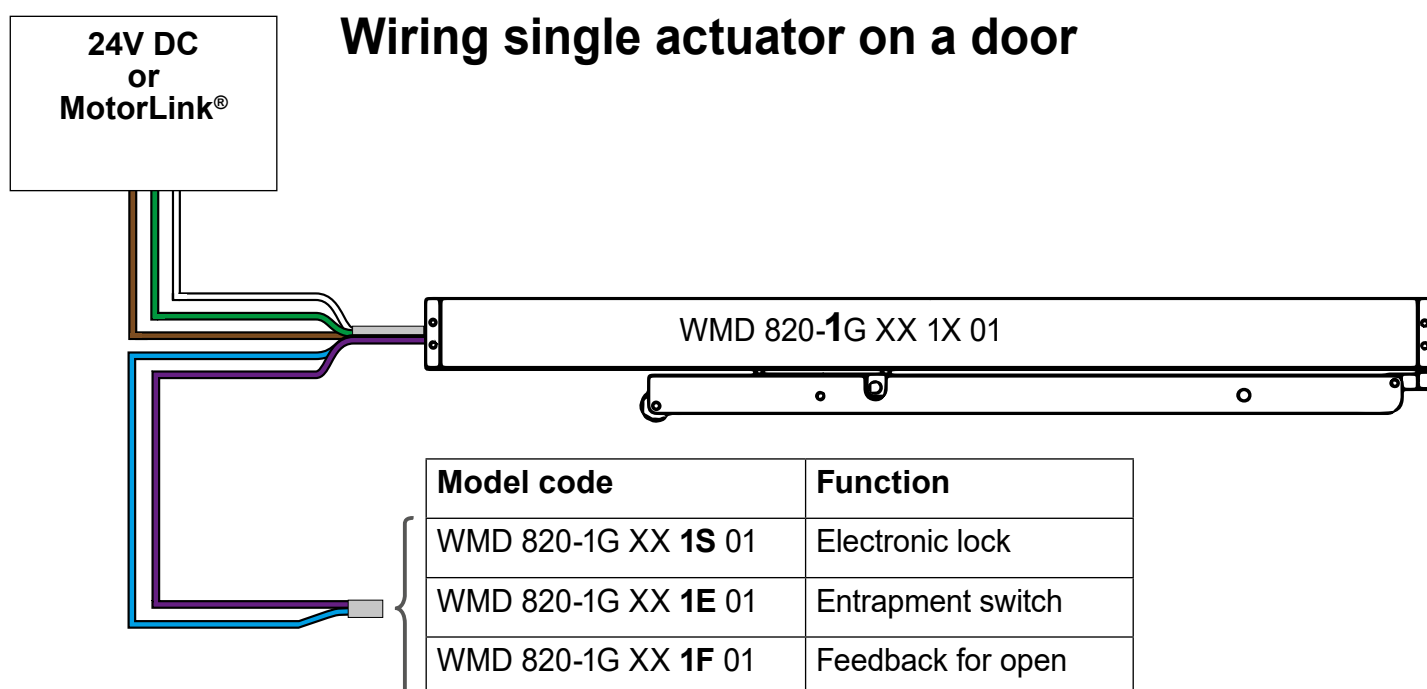 Wiring single actuator on a door
24V DC
or
MotorLink®
WMD 820-1G XX 1X 01
Model code Function
WMD 820-1G XX 1S 01 Electronic lock
WMD 820-1G XX 1E 01 Entrapment switch
WMD 820-1G XX 1F 01 Feedback for open